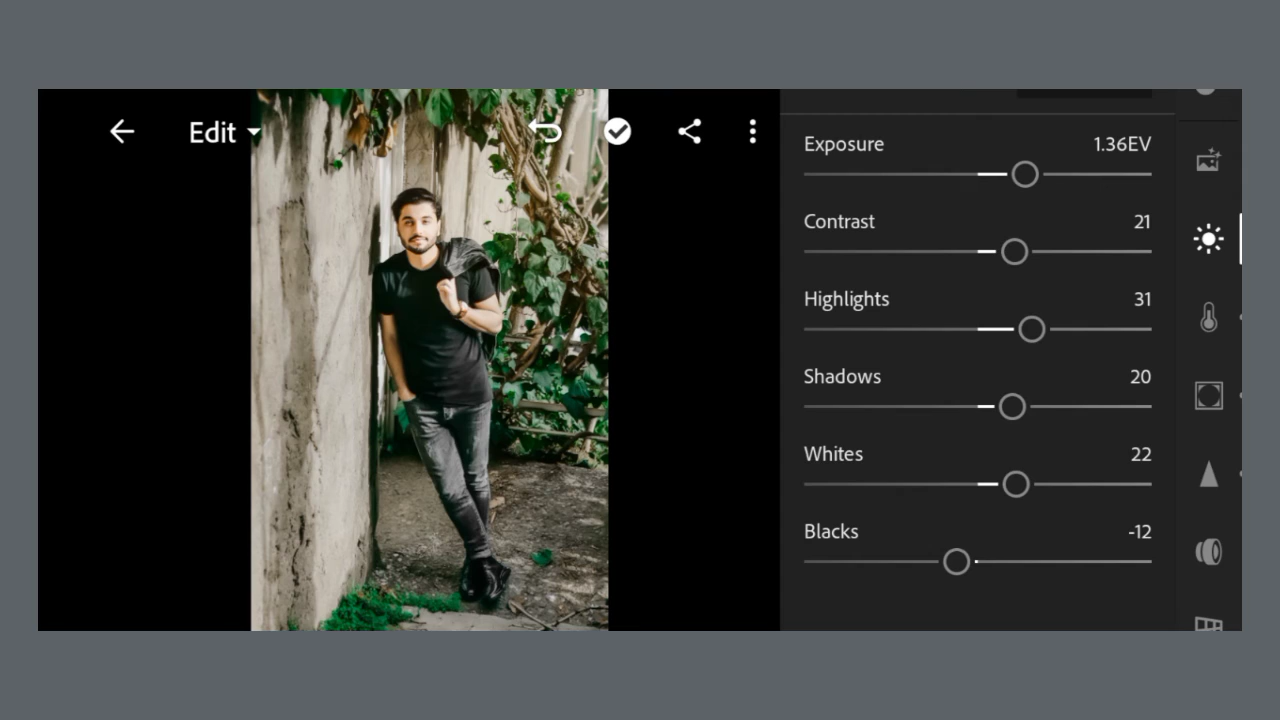 Edit
Exposure 1.36EV
Contrast 21
Highlights 31
Shadows 20
Whites 22
Blacks -12